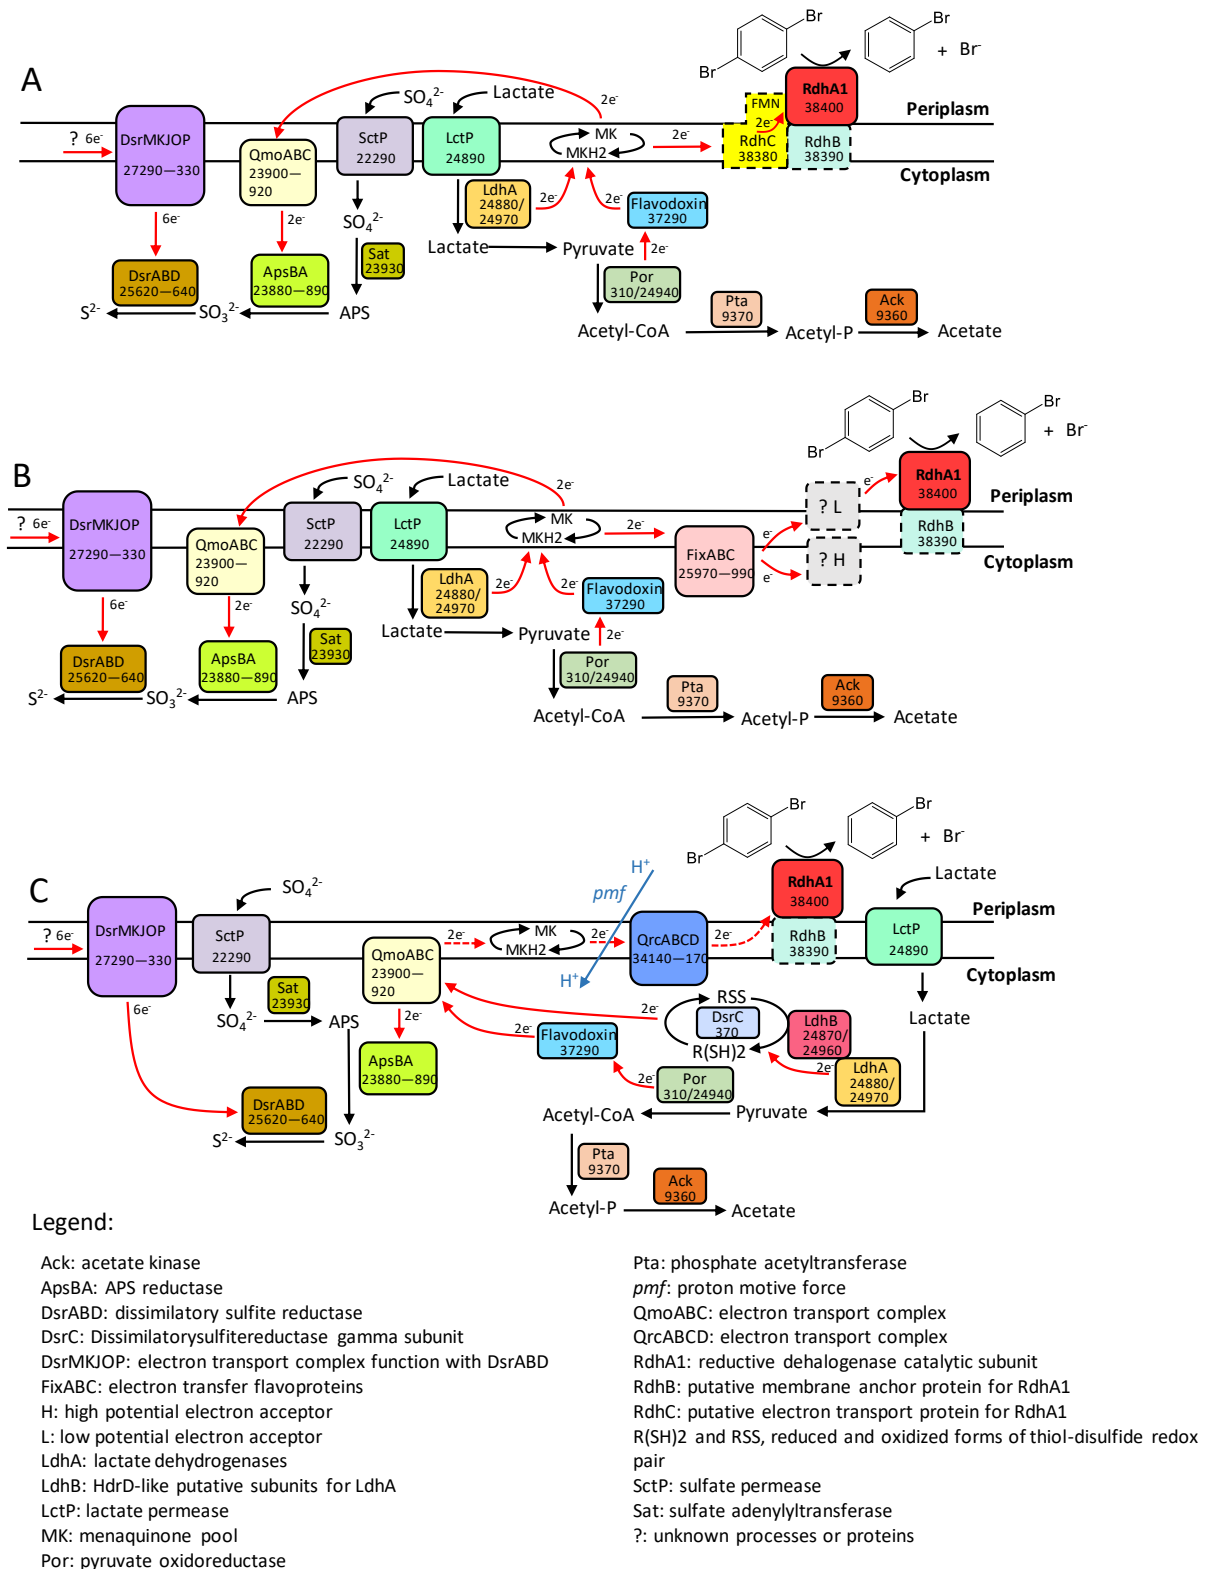 A
Br
Br
Br
+ Br-
SO42-
Lactate
2e-
FMN
RdhA1
38400
Periplasm
? 6e-
DsrMKJOP
27290—330
QmoABC
23900—
920
SctP
22290
LctP
24890
MK
MKH2
2e-
2e-
RdhC
38380
RdhB
38390
Cytoplasm
6e-
2e-
SO42-
LdhA
24880/
24970
2e-
2e-
Flavodoxin
37290
Lactate
Pyruvate
2e-
Sat
23930
DsrABD
25620—640
ApsBA
23880—890
Por
310/24940
S2-
SO32-
APS
Acetyl-CoA
Pta
9370
Acetyl-P
Ack
9360
Acetate
B
Br
Br
Br
+ Br-
SO42-
Lactate
2e-
e-
RdhA1
38400
Periplasm
? 6e-
DsrMKJOP
27290—330
QmoABC
23900—
920
SctP
22290
LctP
24890
MK
MKH2
2e-
FixABC
25970—990
e-
e-
? L
? H
RdhB
38390
Cytoplasm
6e-
2e-
SO42-
LdhA
24880/
24970
2e-
2e-
Flavodoxin
37290
Lactate
Pyruvate
2e-
Sat
23930
DsrABD
25620—640
ApsBA
23880—890
Por
310/24940
S2-
SO32-
APS
Acetyl-CoA
Pta
9370
Acetyl-P
Ack
9360
Acetate
C
Br
Br
Br
+ Br-
SO42-
H+
pmf
RdhA1
38400
Lactate
Periplasm
? 6e-
DsrMKJOP
27290—330
SctP
22290
QmoABC
23900—
920
2e-
MK
MKH2
2e-
QrcABCD
34140—170
2e-
RdhB
38390
LctP
24890
Cytoplasm
H+
6e-
SO42-
Sat
23930
APS
2e-
2e-
Flavodoxin
37290
2e-
RSS
DsrC
370
R(SH)2
LdhB
24870/
24960
Lactate
ApsBA
23880—890
2e-
Por
310/24940
2e-
LdhA
24880/
24970
DsrABD
25620—640
Acetyl-CoA
Pyruvate
S2-
SO32-
Pta
9370
Ack
9360
Acetyl-P
Acetate
Legend:
Ack: acetate kinase
ApsBA: APS reductase
DsrABD: dissimilatory sulfite reductase
DsrC: Dissimilatorysulfitereductase gamma subunit
DsrMKJOP: electron transport complex function with DsrABD
FixABC: electron transfer flavoproteins
H: high potential electron acceptor
L: low potential electron acceptor
LdhA: lactate dehydrogenases
LdhB: HdrD-like putative subunits for LdhA
LctP: lactate permease
MK: menaquinone pool
Por: pyruvate oxidoreductase
Pta: phosphate acetyltransferase
pmf: proton motive force
QmoABC: electron transport complex
QrcABCD: electron transport complex
RdhA1: reductive dehalogenase catalytic subunit
RdhB: putative membrane anchor protein for RdhA1
RdhC: putative electron transport protein for RdhA1
R(SH)2 and RSS, reduced and oxidized forms of thiol-disulfide redox
pair
SctP: sulfate permease
Sat: sulfate adenylyltransferase
?: unknown processes or proteins